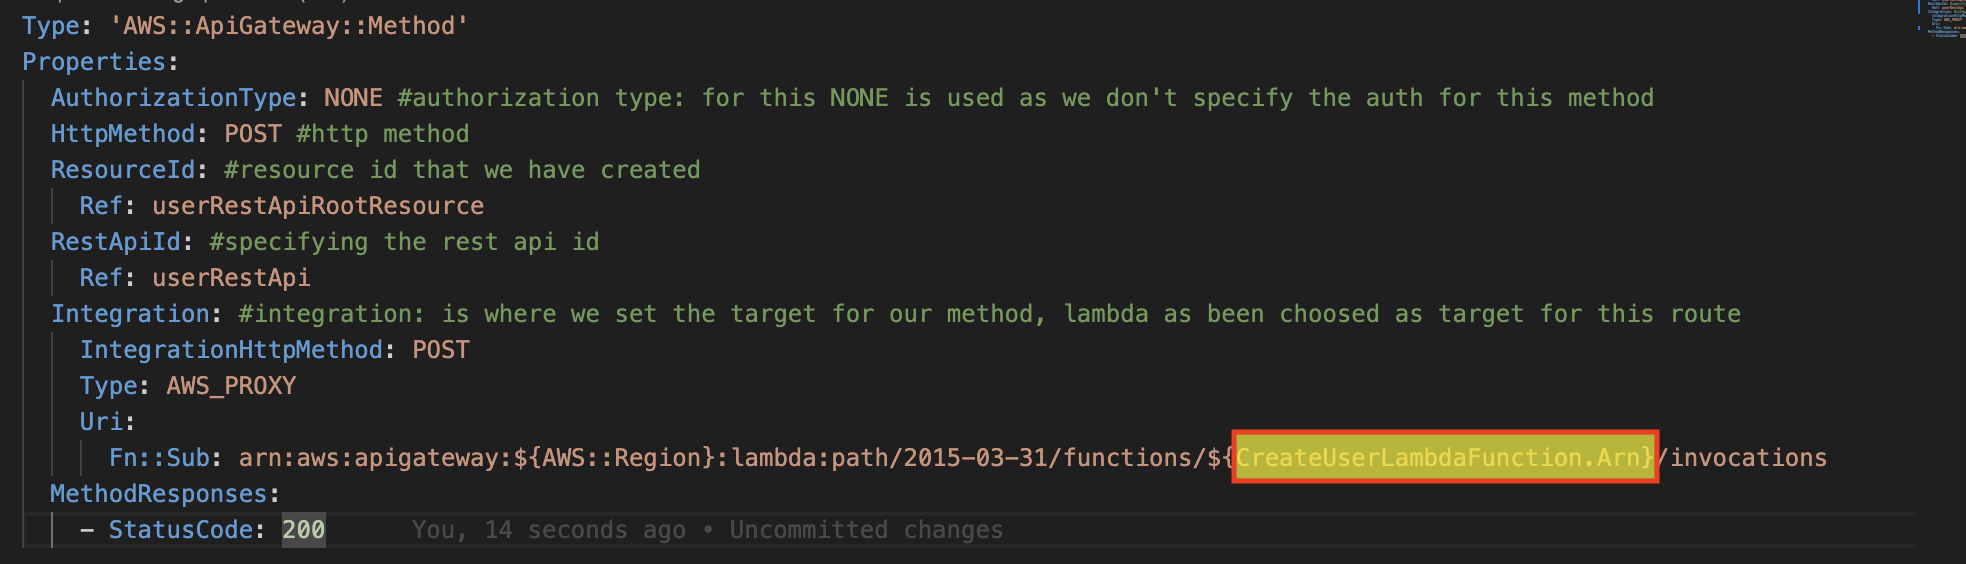 Type: 'AWS::ApiGateway::Method'
Properties:
AuthorizationType: NONE #authorization type: for this NONE is used as we don't specify the auth for this method
HttpMethod: POST #http method
ResourceId: #resource id that we have created
Ref: userRestApiRootResource
RestApiId: #specifying the rest api id
Ref: userRestApi
Integration: #integration: is where we set the target for our method, lambda as been choosed as target for this route
IntegrationHttpMethod: POST
Type: AWS_PROXY
Uri:
Fn::Sub: arn:aws:apigateway:${AWS::Region}:lambda:path/2015-03-31/functions/${CreateUserLambdaFunction.Arn}/invocations
MethodResponses:
- StatusCode: 200 You, 14 seconds ago • Uncommitted changes